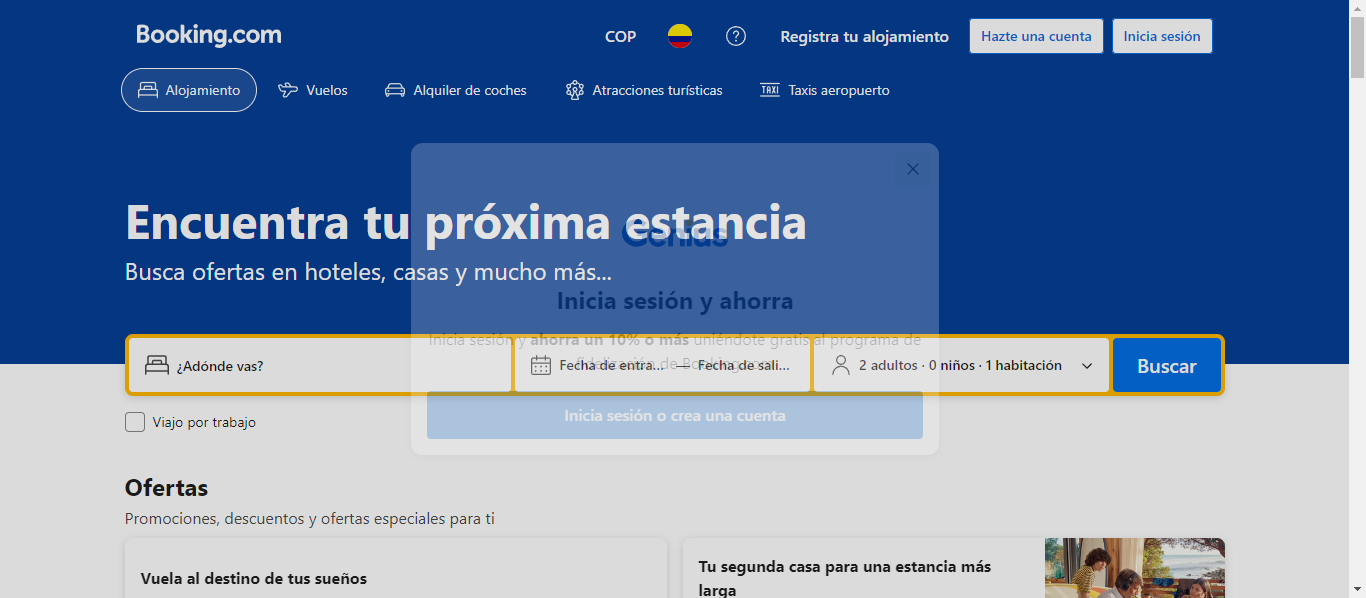 Booking.com
COP
Registra tu alojamiento
Hazte una cuenta
Inicia sesión
Alojamiento
Vuelos
Alquiler de coches
Atracciones turísticas
TAXI
Taxis aeropuerto
Encuentra tu próxima estancia
Genius
Busca ofertas en hoteles, casas y mucho más...
Inicia sesión y ahorra
Inicia sesión y ahorra un 10% o más uniéndote gratis al programa de
fidelización de Booking.com
¿Adónde vas?
Fecha de entra... — Fecha de sali...
2 adultos · 0 niños · 1 habitación
Buscar
Inicia sesión o crea una cuenta
Viajo por trabajo
Ofertas
Promociones, descuentos y ofertas especiales para ti
Vuela al destino de tus sueños
Tu segunda casa para una estancia más
larga